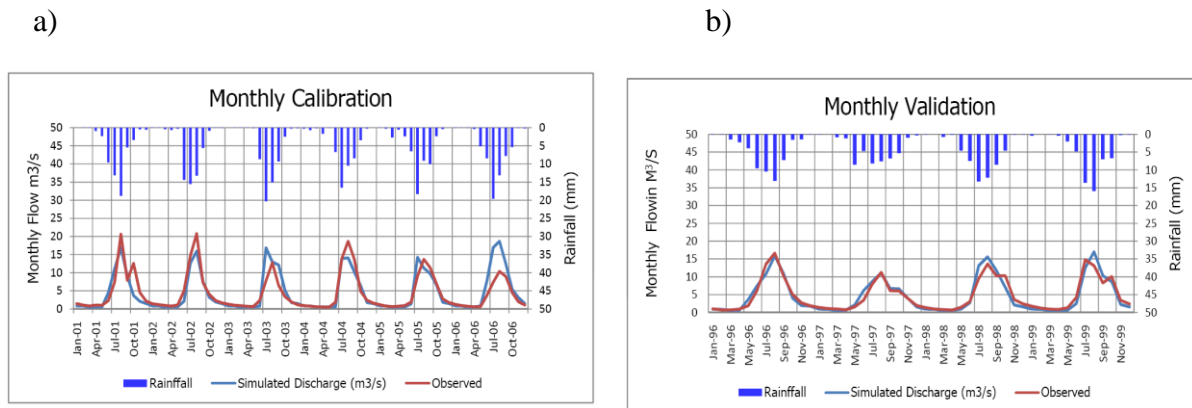 a)
b)
Monthly Calibration
Monthly Flow m3/s
50
45
40
35
30
25
20
15
10
5
0
0
5
10
15
20
25
30
35
40
45
50
Rainfall (mm)
Jan-01
Apr-01
Jul-01
Oct-01
Jan-02
Apr-02
Jul-02
Oct-02
Jan-03
Apr-03
Jul-03
Oct-03
Jan-04
Apr-04
Jul-04
Oct-04
Jan-05
Apr-05
Jul-05
Oct-05
Jan-06
Apr-06
Jul-06
Oct-06
Rainffall
Simulated Discharge (m3/s)
Observed
Monthly Validation
Monthly Flowin M³/S
50
45
40
35
30
25
20
15
10
5
0
0
5
10
15
20
25
30
35
40
45
50
Rainfall (mm)
Jan-96
Mar-96
May-96
Jul-96
Sep-96
Nov-96
Jan-97
Mar-97
May-97
Jul-97
Sep-97
Nov-97
Jan-98
Mar-98
May-98
Jul-98
Sep-98
Nov-98
Jan-99
Mar-99
May-99
Jul-99
Sep-99
Nov-99
Rainffall
Simulated Discharge (m3/s)
Observed